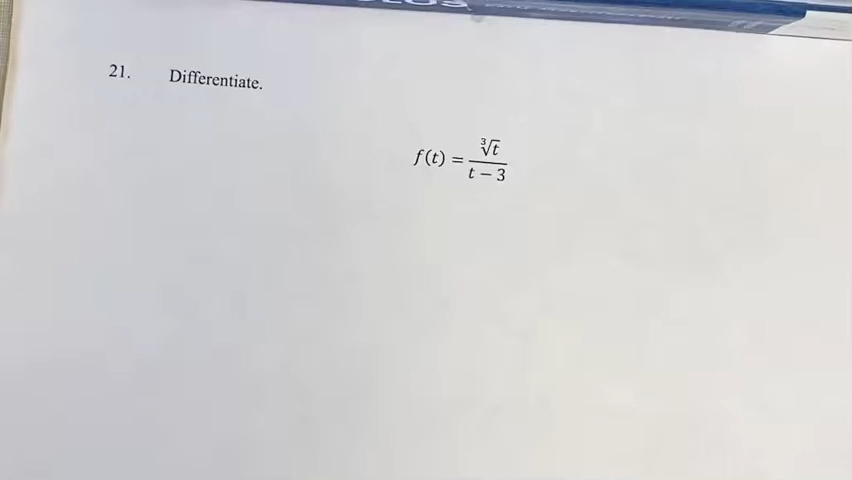 21. Differentiate.
f(t) = ∛t / (t − 3)